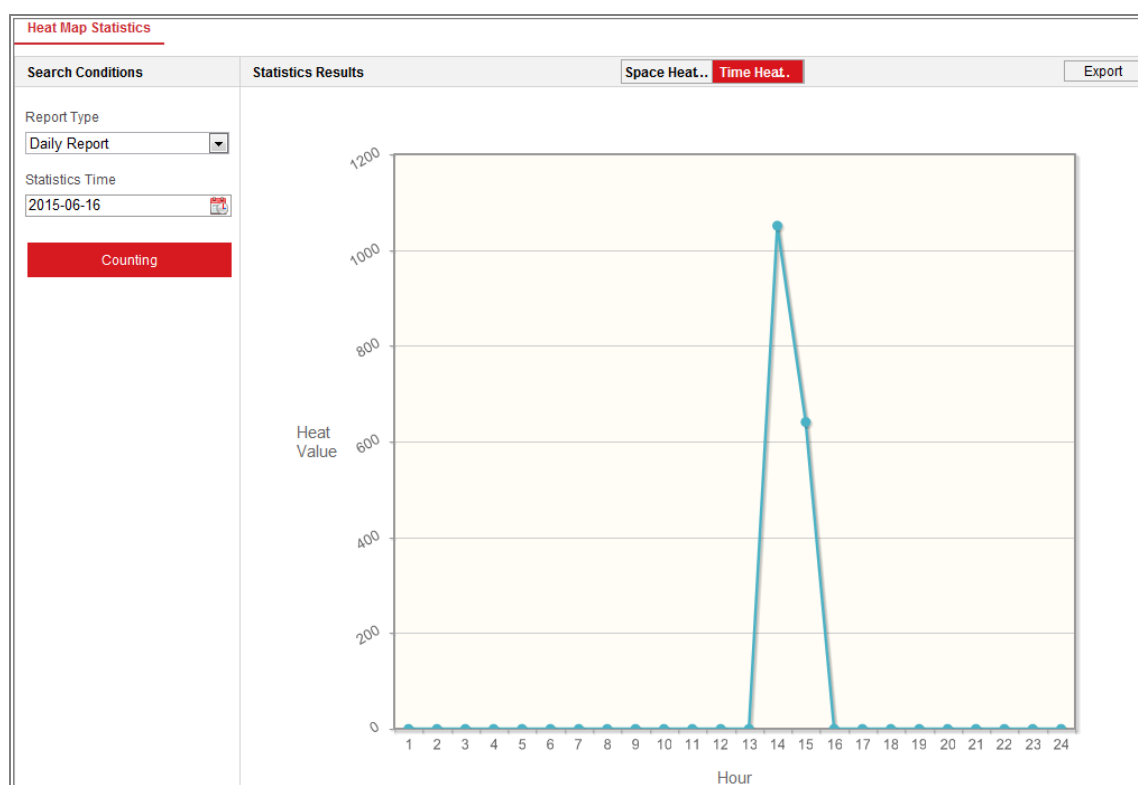 Heat Map Statistics
Search Conditions
Statistics Results
Space Heat...
Time Heat..
Export
Report Type
Daily Report
Statistics Time
2015-06-16
Counting
1200
1000
800
600
400
200
0
Heat
Value
1 2 3 4 5 6 7 8 9 10 11 12 13 14 15 16 17 18 19 20 21 22 23 24
Hour